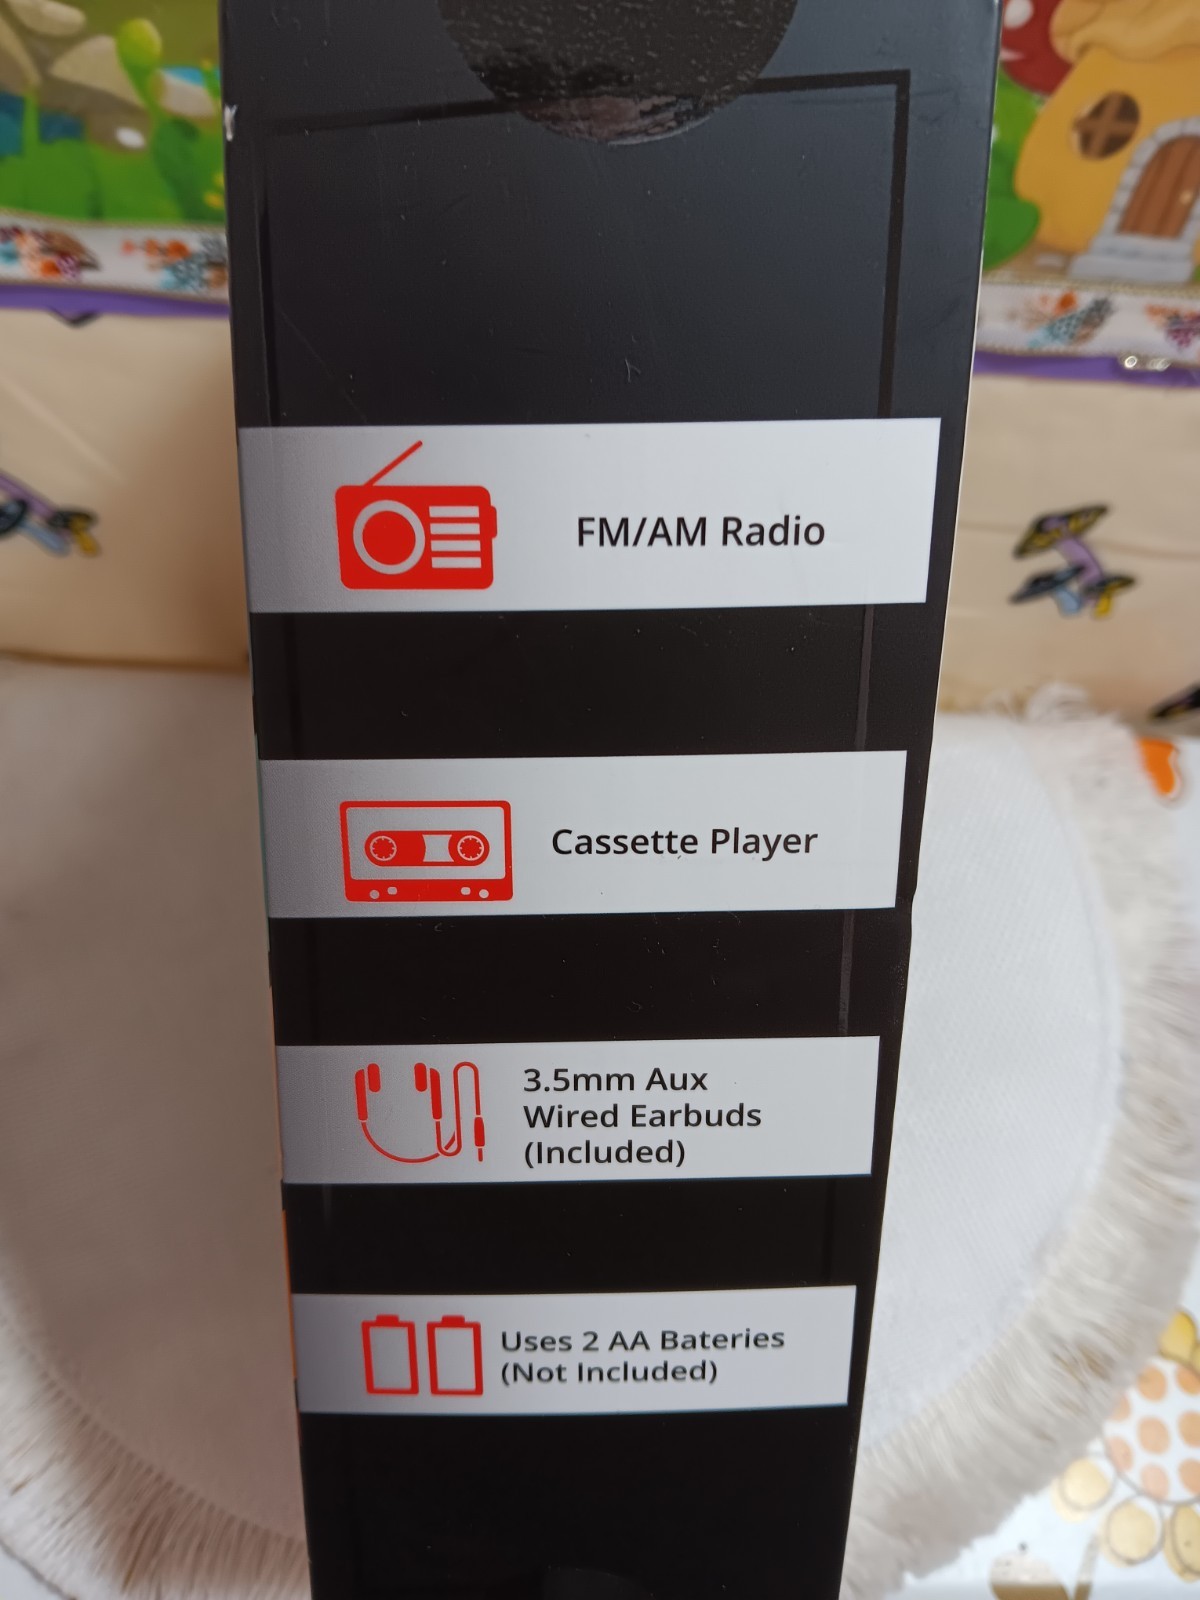 FM/AM Radio
Cassette Player
3.5mm Aux
Wired Earbuds
(Included)
Uses 2 AA Bateries
(Not Included)